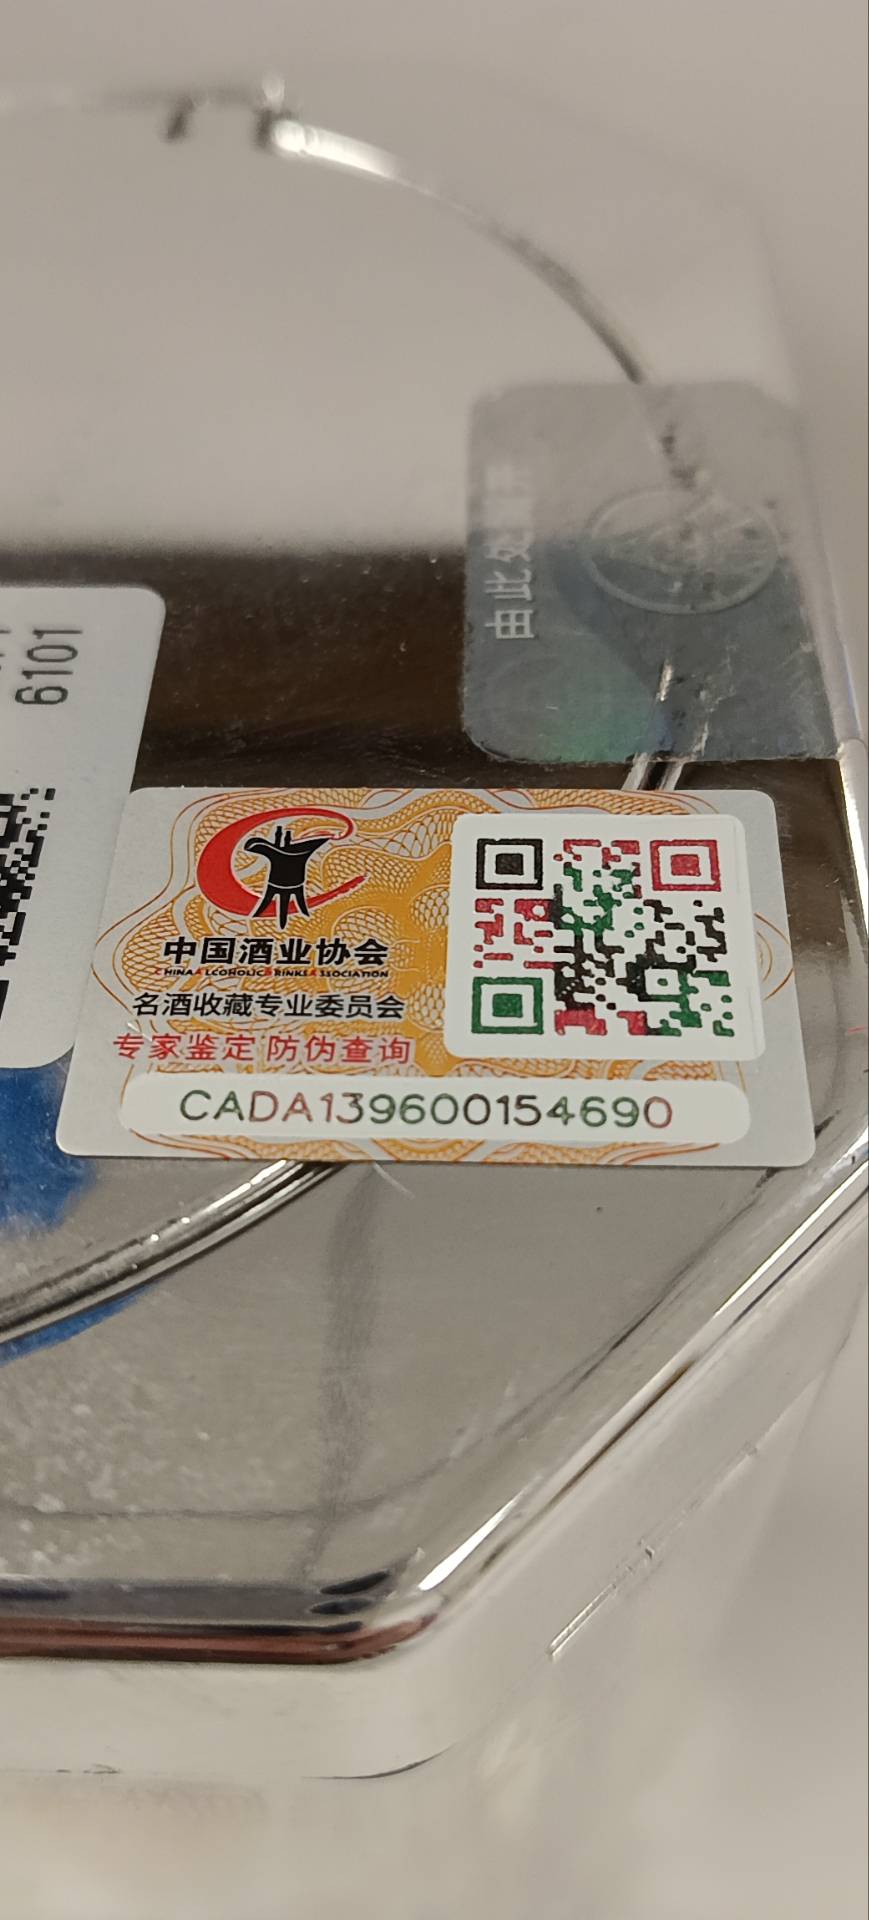 由此处
6101
中国酒业协会
CHINA ALCOHOLIC DRINKS ASSOCIATION
名酒收藏专业委员会
专家鉴定 防伪查询
CADA139600154690